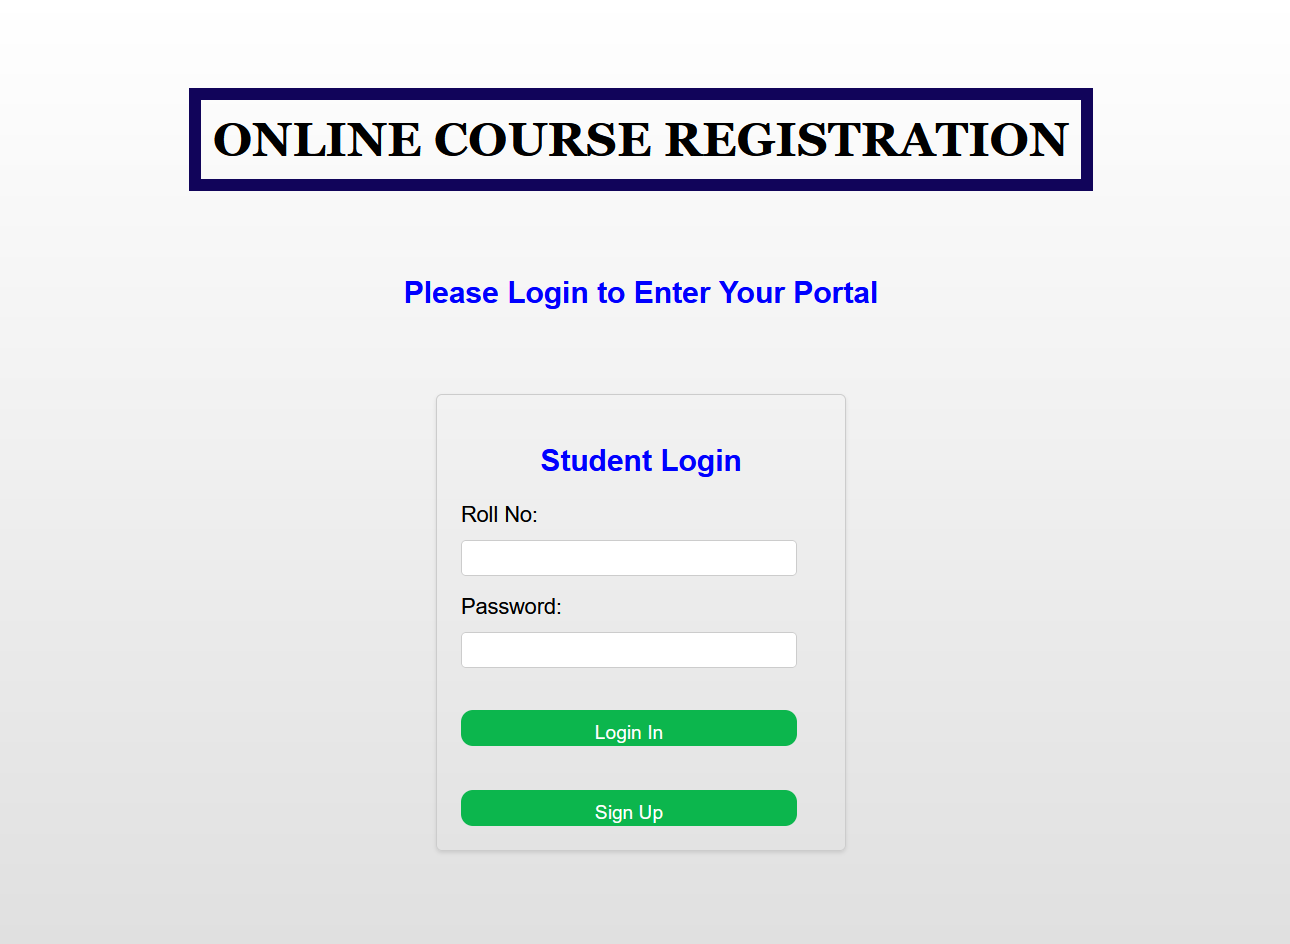 ONLINE COURSE REGISTRATION
Please Login to Enter Your Portal
Student Login
Roll No:
Password:
Login In
Sign Up